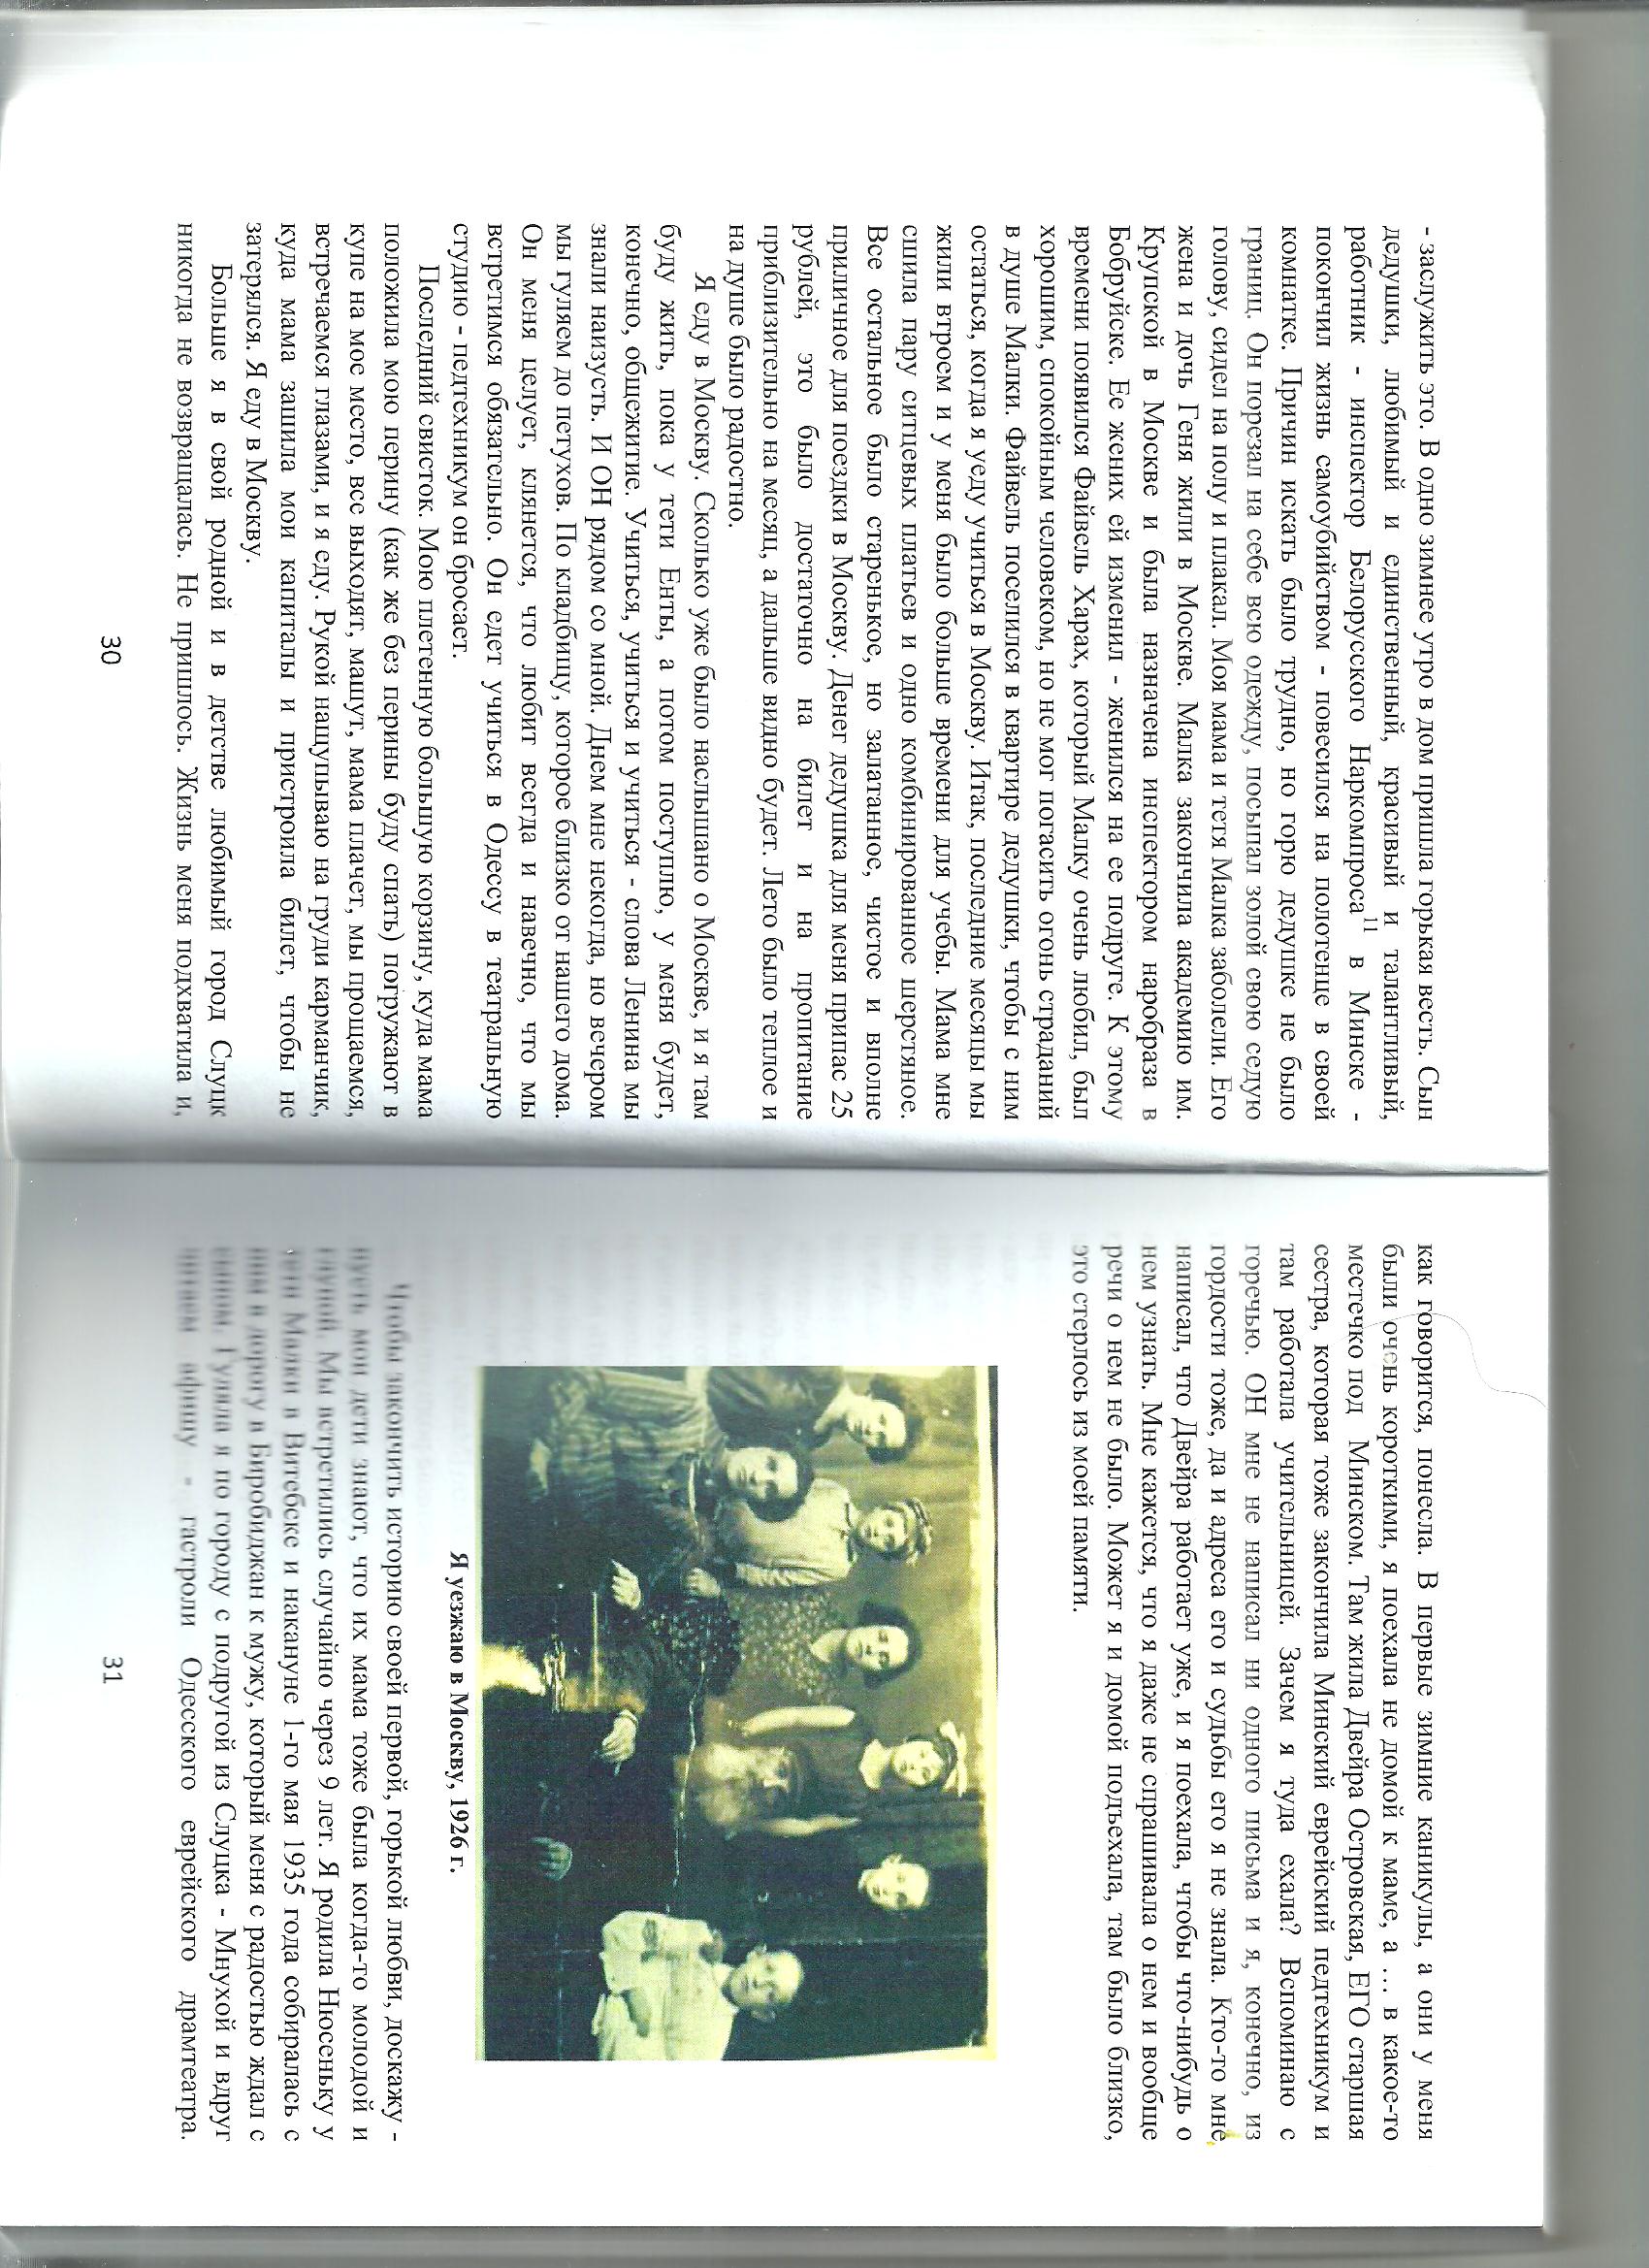 - заслужить это. В одно зимнее утро в дом пришла горькая весть. Сын
дедушки, любимый и единственный, красивый и талантливый,
работник - инспектор Белорусского Наркомпроса11 в Минске -
покончил жизнь самоубийством - повесился на полотенце в своей
комнатке. Причин искать было трудно, но горю дедушке не было
границ. Он порезал на себе всю одежду, посыпал золой свою седую
голову, сидел на полу и плакал. Моя мама и тетя Малка заболели. Его
жена и дочь Геня жили в Москве. Малка закончила академию им.
Крупской в Москве и была назначена инспектором наробраза в
Бобруйске. Ее жених ей изменил - женился на ее подруге. К этому
времени появился Файвель Харах, который Малку очень любил, был
хорошим, спокойным человеком, но не мог погасить огонь страданий
в душе Малки. Файвель поселился в квартире дедушки, чтобы с ним
остаться, когда я уеду учиться в Москву. Итак, последние месяцы мы
жили втроем и у меня было больше времени для учебы. Мама мне
сшила пару ситцевых платьев и одно комбинированное шерстяное.
Все остальное было старенькое, но залатанное, чистое и вполне
приличное для поездки в Москву. Денег дедушка для меня припас 25
рублей, это было достаточно на билет и на пропитание
приблизительно на месяц, а дальше видно будет. Лето было теплое и
на душе было радостно.
Я еду в Москву. Сколько уже было наслышано о Москве, и я там
буду жить, пока у тети Енты, а потом поступлю, у меня будет,
конечно, общежитие. Учиться, учиться и учиться - слова Ленина мы
знали наизусть. И ОН рядом со мной. Днем мне некогда, но вечером
мы гуляем до петухов. По кладбищу, которое близко от нашего дома.
Он меня целует, клянется, что любит всегда и навечно, что мы
встретимся обязательно. Он едет учиться в Одессу в театральную
студию - педтехникум он бросает.
Последний свисток. Мою плетенную большую корзину, куда мама
положила мою перину (как же без перины буду спать) погружают в
купе на мое место, все выходят, машут, мама плачет, мы прощаемся,
встречаемся глазами, и я еду. Рукой нащупываю на груди карманчик,
куда мама зашила мои капиталы и пристроила билет, чтобы не
затерялся. Я еду в Москву.
Больше я в свой родной и в детстве любимый город Слуцк
никогда не возвращалась. Не пришлось. Жизнь меня подхватила и,
30
как говорится, понесла. В первые зимние каникулы, а они у меня
были очень короткими, я поехала не домой к маме, а … в какое-то
местечко под Минском. Там жила Двейра Островская, ЕГО старшая
сестра, которая тоже закончила Минский еврейский педтехникум и
там работала учительницей. Зачем я туда ехала? Вспоминаю с
горечью. ОН мне не написал ни одного письма и я, конечно, из
гордости тоже, да и адреса его и судьбы его я не знала. Кто-то мне
написал, что Двейра работает уже, и я поехала, чтобы что-нибудь о
нем узнать. Мне кажется, что я даже не спрашивала о нем и вообще
речи о нем не было. Может я и домой подъехала, там было близко,
это стерлось из моей памяти.
Я уезжаю в Москву, 1926 г.
Чтобы закончить историю своей первой, горькой любви, доскажу -
пусть мои дети знают, что их мама тоже была когда-то молодой и
глупой. Мы встретились случайно через 9 лет. Я родила Нюсеньку у
тети Малки в Витебске и накануне 1-го мая 1935 года собиралась с
ним в дорогу в Биробиджан к мужу, который меня с радостью ждал с
сыном. Гуляла я по городу с подругой из Слуцка - Мнухой и вдруг
читаем афишу - гастроли Одесского еврейского драмтеатра.
31